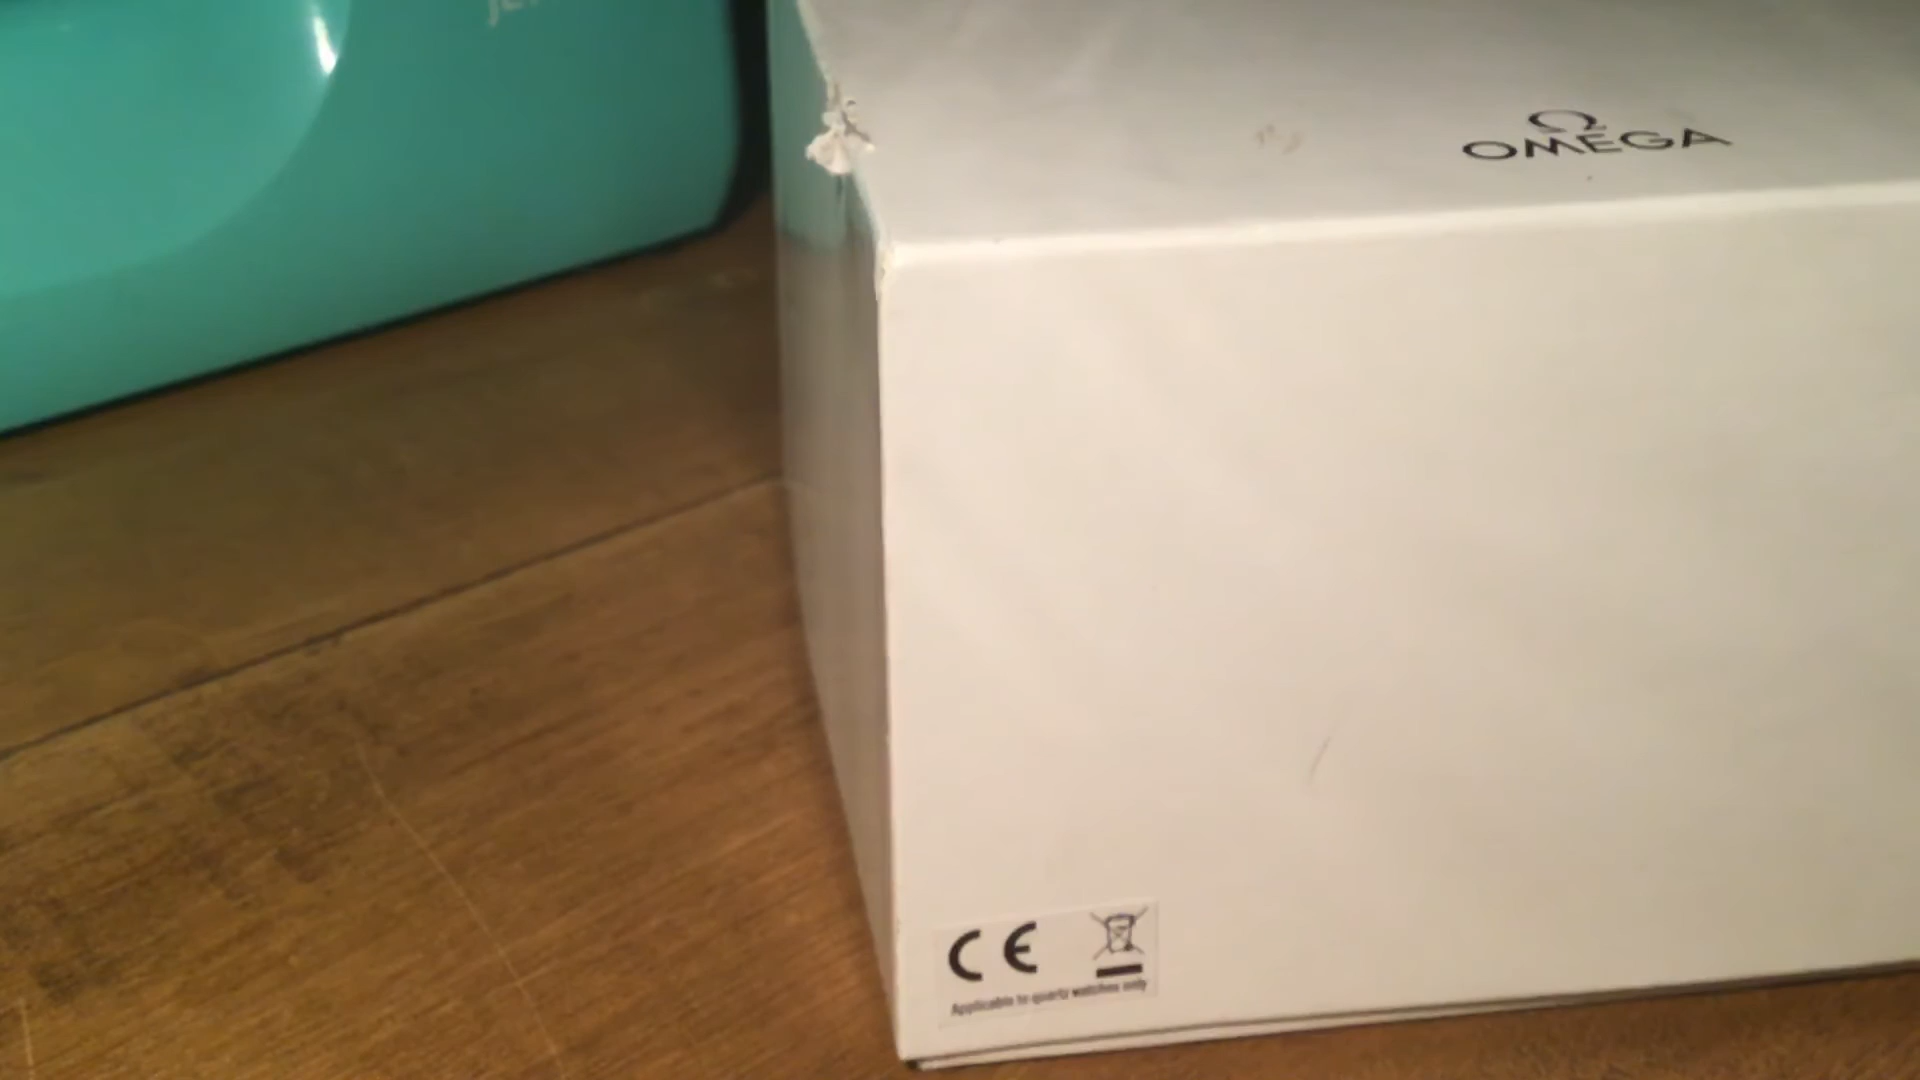 Ω
OMEGA
CE
Applicable to quartz watches only